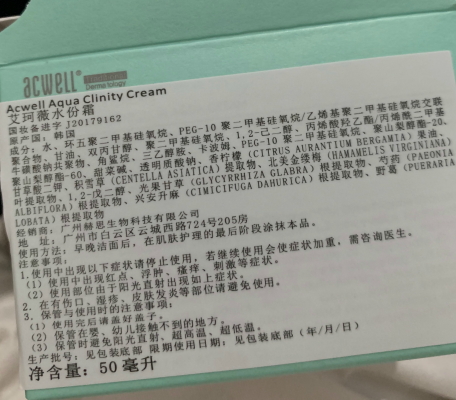 acwell
Dermatology
Acwell Aqua Clinity Cream
艾珂薇水份霜
国妆备进字 J20179162
原产国：韩国
成分：水、环五聚二甲基硅氧烷、PEG-10 聚二甲基硅氧烷/乙烯基聚二甲基硅氧烷交联
聚合物、甘油、双丙甘醇、聚二甲基硅氧烷、1,2-己二醇、丙烯酸羟乙酯/丙烯酰二甲基
牛磺酸钠共聚物、角鲨烷、三乙醇胺、卡波姆、PEG-10 聚二甲基硅氧烷、聚山梨醇酯-20、
聚山梨醇酯-60、甜菜碱、透明质酸钠、香柠檬（CITRUS AURANTIUM BERGAMIA）果油、
甘草酸二钾、积雪草（CENTELLA ASIATICA）提取物、北美金缕梅（HAMAMELIS VIRGINIANA）
叶提取物、1,2-戊二醇、光果甘草（GLYCYRRHIZA GLABRA）根提取物、芍药（PAEONIA
ALBIFLORA）根提取物、兴安升麻（CIMICIFUGA DAHURICA）根提取物、野葛（PUERARIA
LOBATA）根提取物
经销商：广州赫思生物科技有限公司
地　址：广州市白云区云城西路724号205房
使用方法：早晚洁面后，在肌肤护理的最后阶段涂抹本品。
注意事项：
1.使用中出现以下症状请停止使用，若继续使用会使症状加重，需咨询医生。
（1）使用中出现红点、浮肿、瘙痒、刺激等症状。
（2）使用部位由于阳光直射出现如上症状。
2. 在有伤口、湿疹、皮肤发炎等部位请避免使用。
3. 保管与使用时的注意事项：
（1）使用完后请盖好盖子。
（2）保管在婴、幼儿接触不到的地方。
（3）保管时避免阳光直射，超高温、超低温。
生产批号：见包装底部 限期使用日期：见包装底部（年/月/日）
净含量：50 毫升